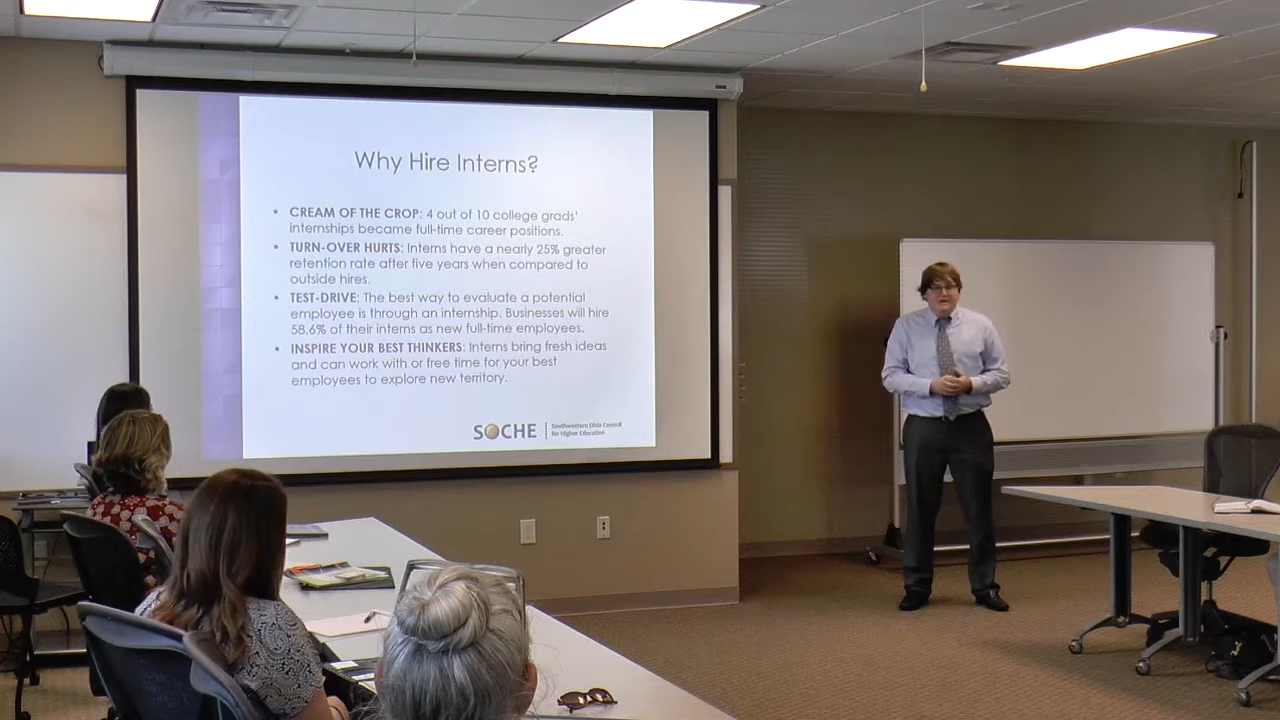 Why Hire Interns?
• CREAM OF THE CROP: 4 out of 10 college grads'
internships became full-time career positions.
• TURN-OVER HURTS: Interns have a nearly 25% greater
retention rate after five years when compared to
outside hires.
• TEST-DRIVE: The best way to evaluate a potential
employee is through an internship. Businesses will hire
58.6% of their interns as new full-time employees.
• INSPIRE YOUR BEST THINKERS: Interns bring fresh ideas
and can work with or free time for your best
employees to explore new territory.
SOCHE
Southwestern Ohio Council
for Higher Education